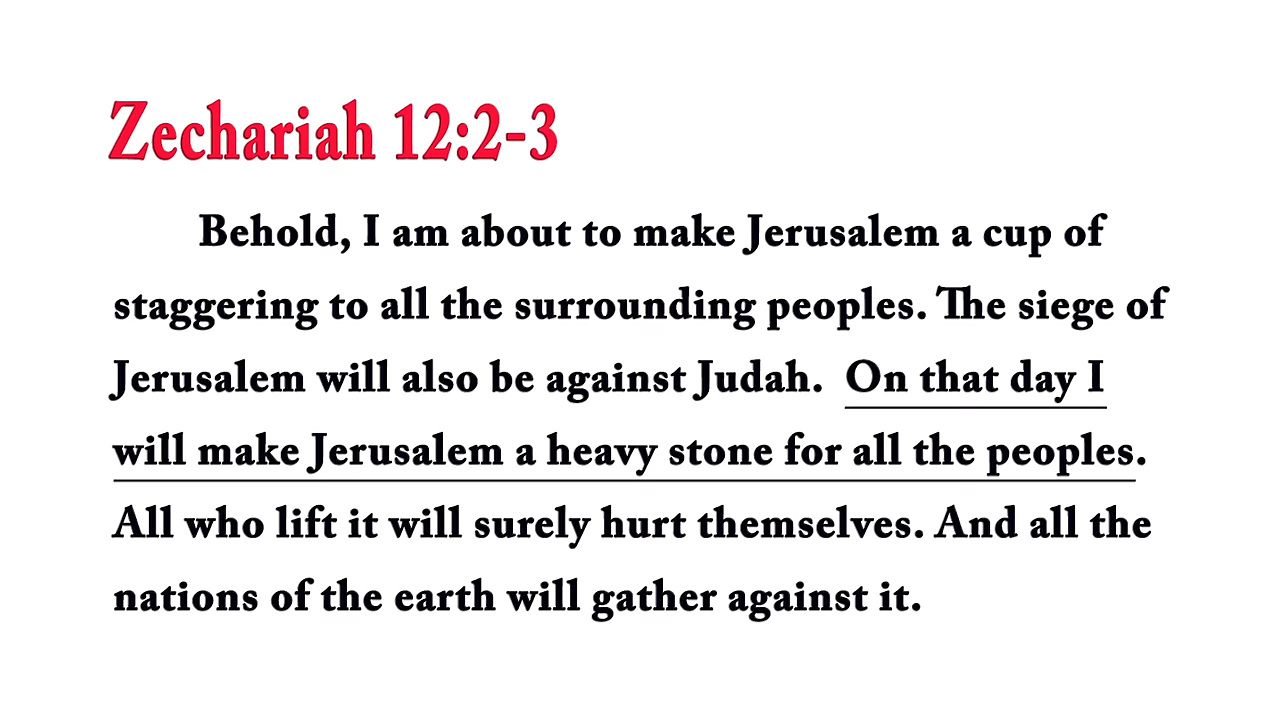 Zechariah 12:2-3
Behold, I am about to make Jerusalem a cup of
staggering to all the surrounding peoples. The siege of
Jerusalem will also be against Judah. On that day I
will make Jerusalem a heavy stone for all the peoples.
All who lift it will surely hurt themselves. And all the
nations of the earth will gather against it.